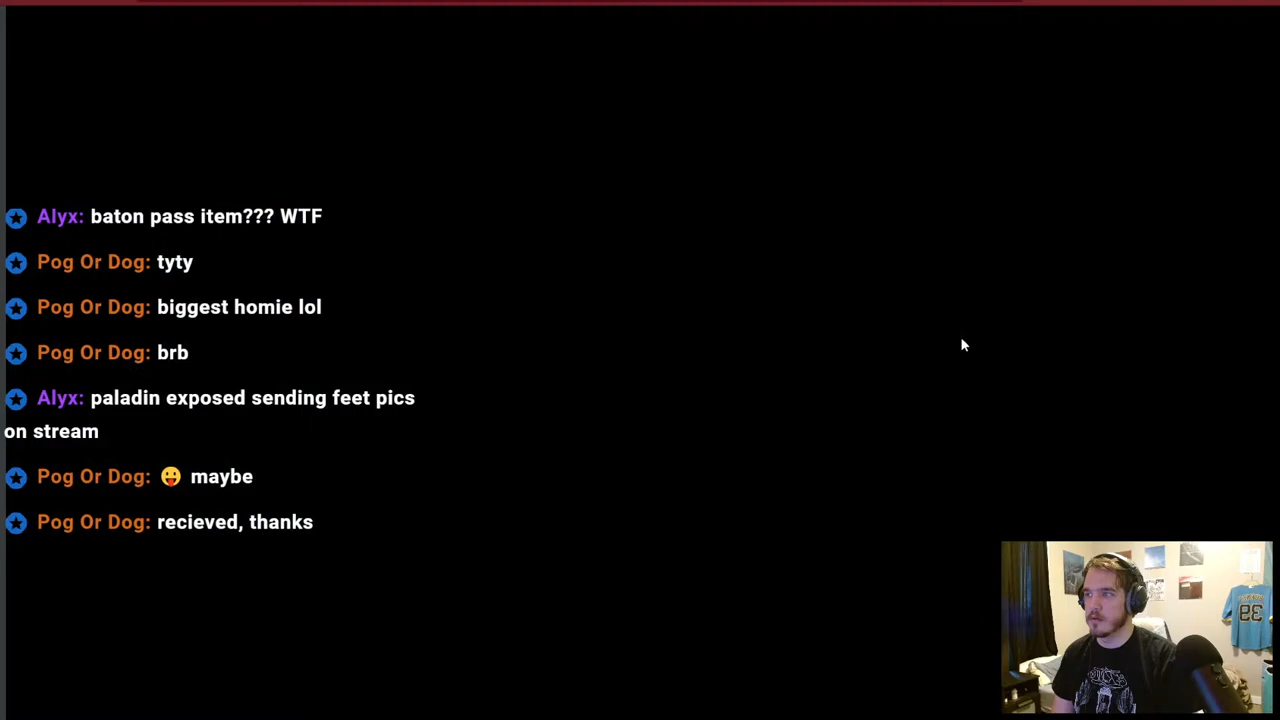 Alyx: baton pass item??? WTF
Pog Or Dog: tyty
Pog Or Dog: biggest homie lol
Pog Or Dog: brb
Alyx: paladin exposed sending feet pics
on stream
Pog Or Dog: 😛 maybe
Pog Or Dog: recieved, thanks